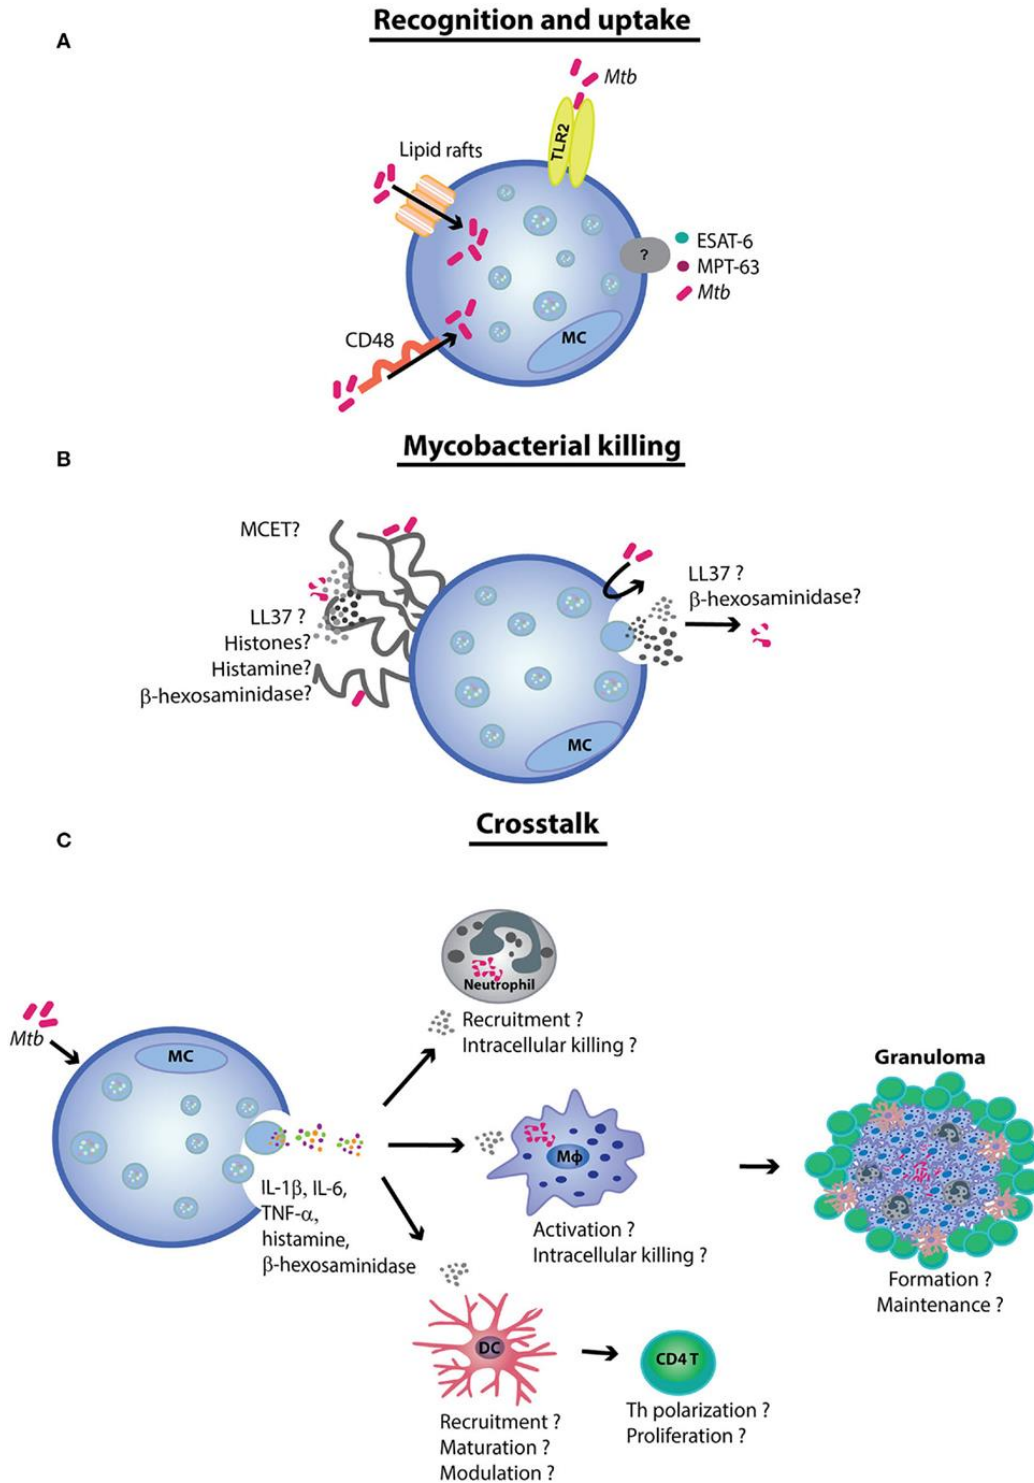 A
Recognition and uptake
Mtb
TLR2
Lipid rafts
?
ESAT-6
MPT-63
Mtb
CD48
MC
B
Mycobacterial killing
MCET?
LL37 ?
Histones?
Histamine?
β-hexosaminidase?
LL37 ?
β-hexosaminidase?
MC
C
Crosstalk
Neutrophil
Recruitment ?
Intracellular killing ?
Mtb
MC
IL-1β, IL-6,
TNF-α,
histamine,
β-hexosaminidase
Mϕ
Activation ?
Intracellular killing ?
Granuloma
Formation ?
Maintenance ?
DC
Recruitment ?
Maturation ?
Modulation ?
CD4 T
Th polarization ?
Proliferation ?